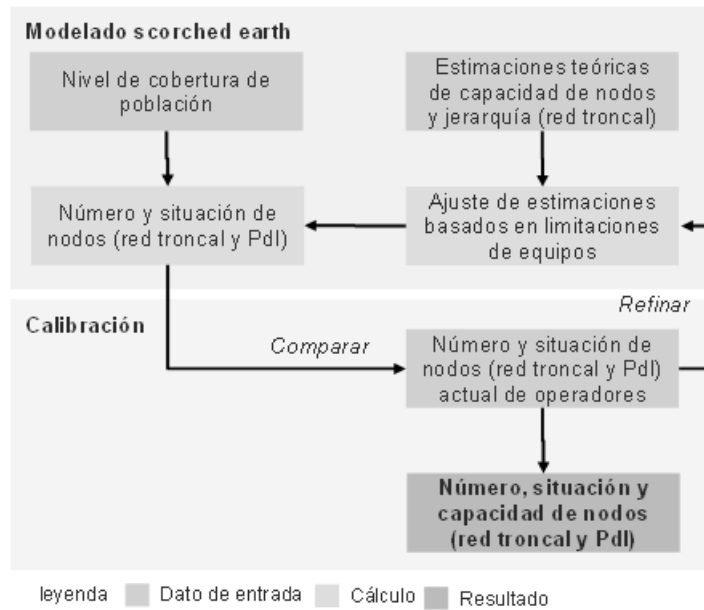 Modelado scorched earth
Nivel de cobertura de
población
Estimaciones teóricas
de capacidad de nodos
y jerarquía (red troncal)
Número y situación de
nodos (red troncal y PdI)
Ajuste de estimaciones
basados en limitaciones
de equipos
Calibración
Refinar
Comparar
Número y situación de
nodos (red troncal y PdI)
actual de operadores
Número, situación y
capacidad de nodos
(red troncal y PdI)
leyenda Dato de entrada Cálculo Resultado